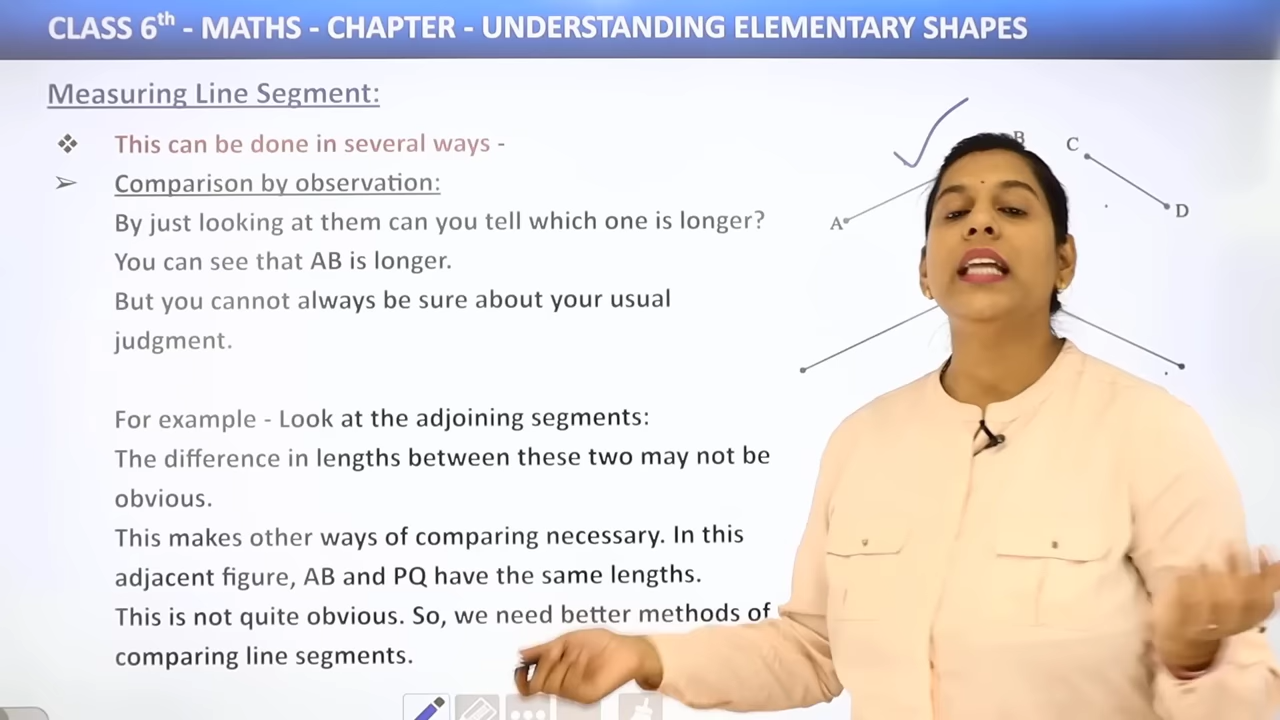 CLASS 6th - MATHS - CHAPTER - UNDERSTANDING ELEMENTARY SHAPES
Measuring Line Segment:
This can be done in several ways -
Comparison by observation:
By just looking at them can you tell which one is longer?
You can see that AB is longer.
But you cannot always be sure about your usual
judgment.
For example - Look at the adjoining segments:
The difference in lengths between these two may not be
obvious.
This makes other ways of comparing necessary. In this
adjacent figure, AB and PQ have the same lengths.
This is not quite obvious. So, we need better methods of
comparing line segments.
A
B
C
D